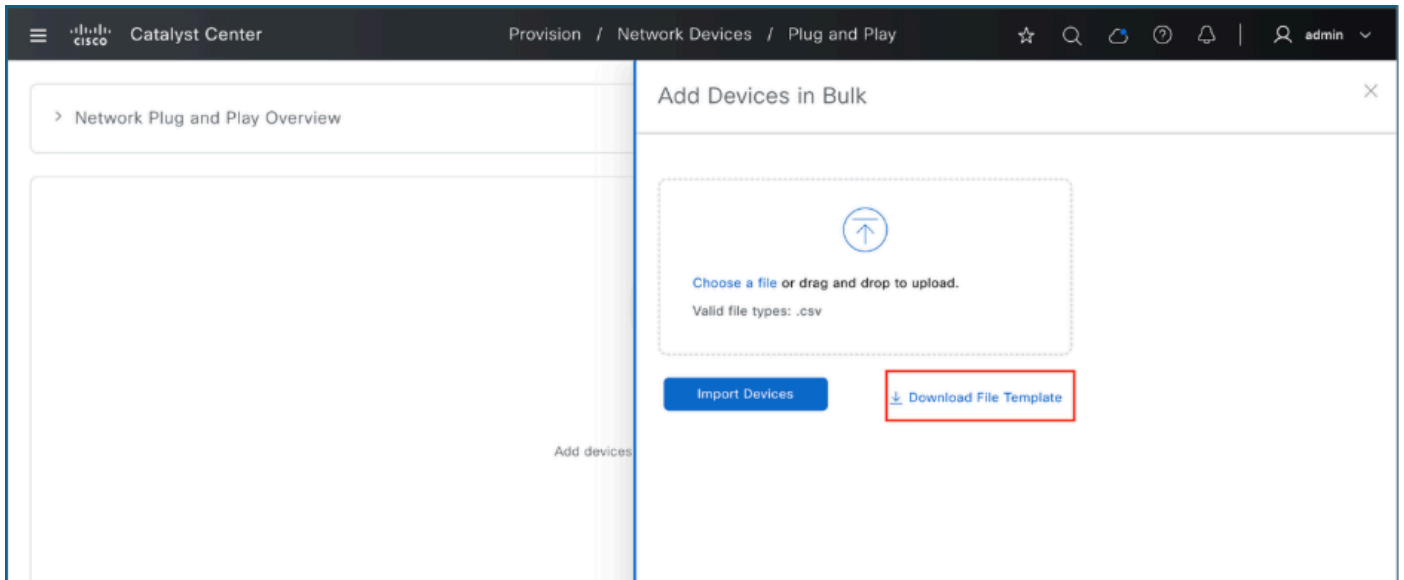 cisco Catalyst Center Provision / Network Devices / Plug and Play admin
Network Plug and Play Overview
Add devices
Add Devices in Bulk
Choose a file or drag and drop to upload.
Valid file types: .csv
Import Devices Download File Template